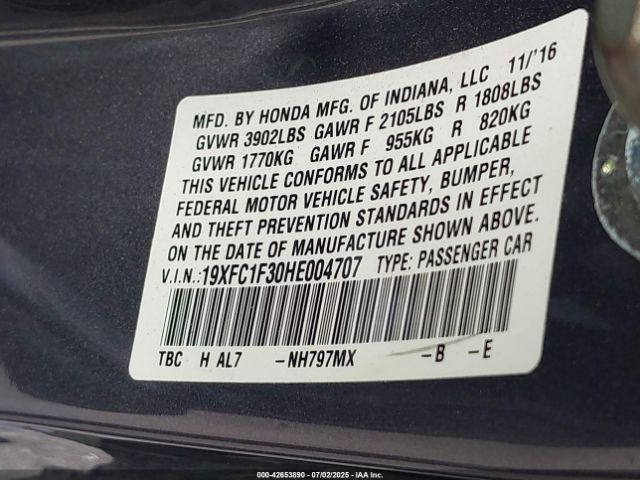 MFD. BY HONDA MFG. OF INDIANA, LLC 11/'16
GVWR 3902LBS GAWR F 2105LBS R 1808LBS
GVWR 1770KG GAWR F 955KG R 820KG
THIS VEHICLE CONFORMS TO ALL APPLICABLE
FEDERAL MOTOR VEHICLE SAFETY, BUMPER,
AND THEFT PREVENTION STANDARDS IN EFFECT
ON THE DATE OF MANUFACTURE SHOWN ABOVE.
V.I.N.:19XFC1F30HE004707 TYPE: PASSENGER CAR
TBC H AL7 -NH797MX -B -E
000-42653890 - 07/02/2025 - IAA Inc.